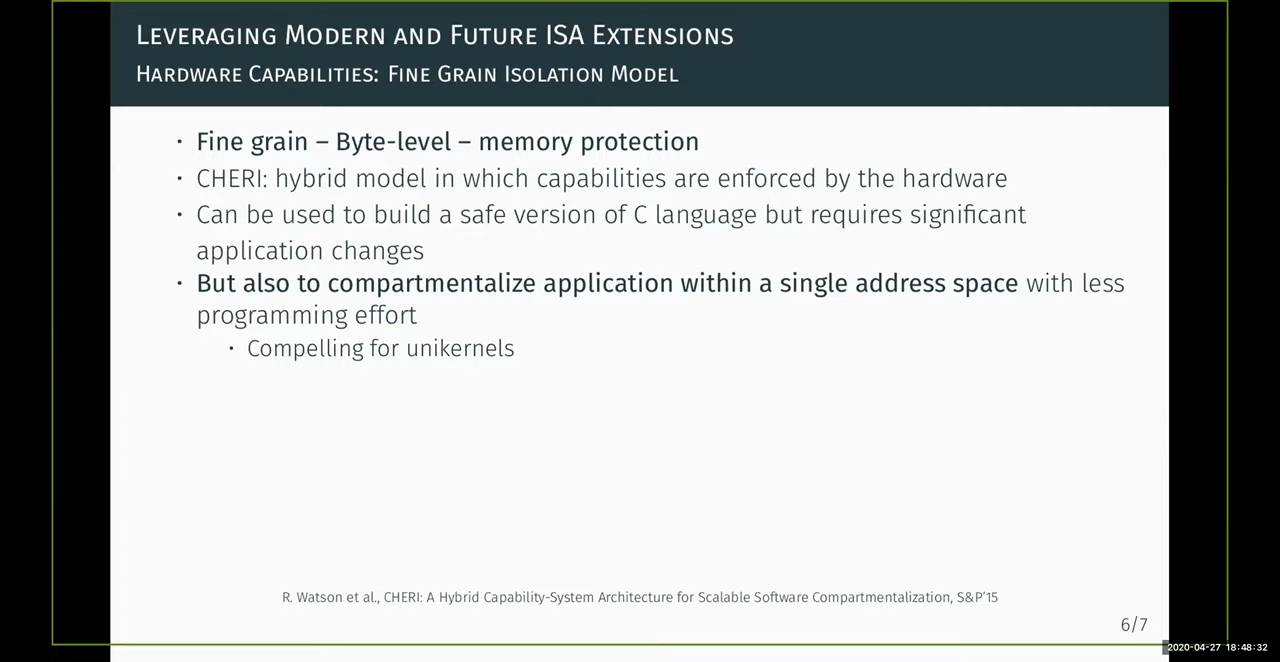 Leveraging Modern and Future ISA Extensions
Hardware Capabilities: Fine Grain Isolation Model
· Fine grain – Byte-level – memory protection
· CHERI: hybrid model in which capabilities are enforced by the hardware
· Can be used to build a safe version of C language but requires significant
application changes
· But also to compartmentalize application within a single address space with less
programming effort
· Compelling for unikernels
R. Watson et al., CHERI: A Hybrid Capability-System Architecture for Scalable Software Compartmentalization, S&P’15
6/7
2020-04-27 18:48:32